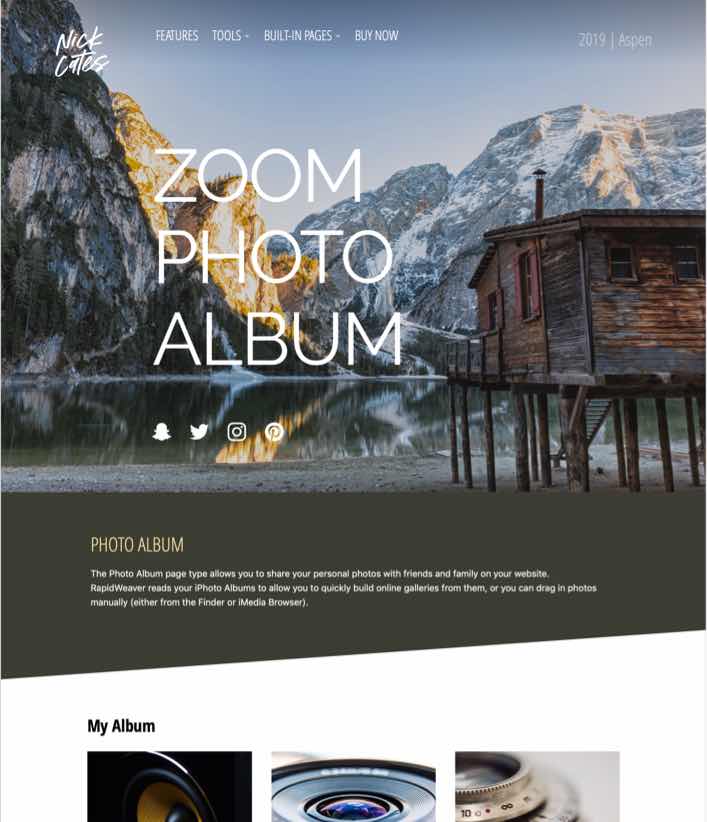 Nick
Cates
FEATURES TOOLS BUILT-IN PAGES BUY NOW
2019 | Aspen
ZOOM
PHOTO
ALBUM
PHOTO ALBUM
The Photo Album page type allows you to share your personal photos with friends and family on your website.
RapidWeaver reads your iPhoto Albums to allow you to quickly build online galleries from them, or you can drag in photos
manually (either from the Finder or iMedia Browser).
My Album
10 ∞ ∞